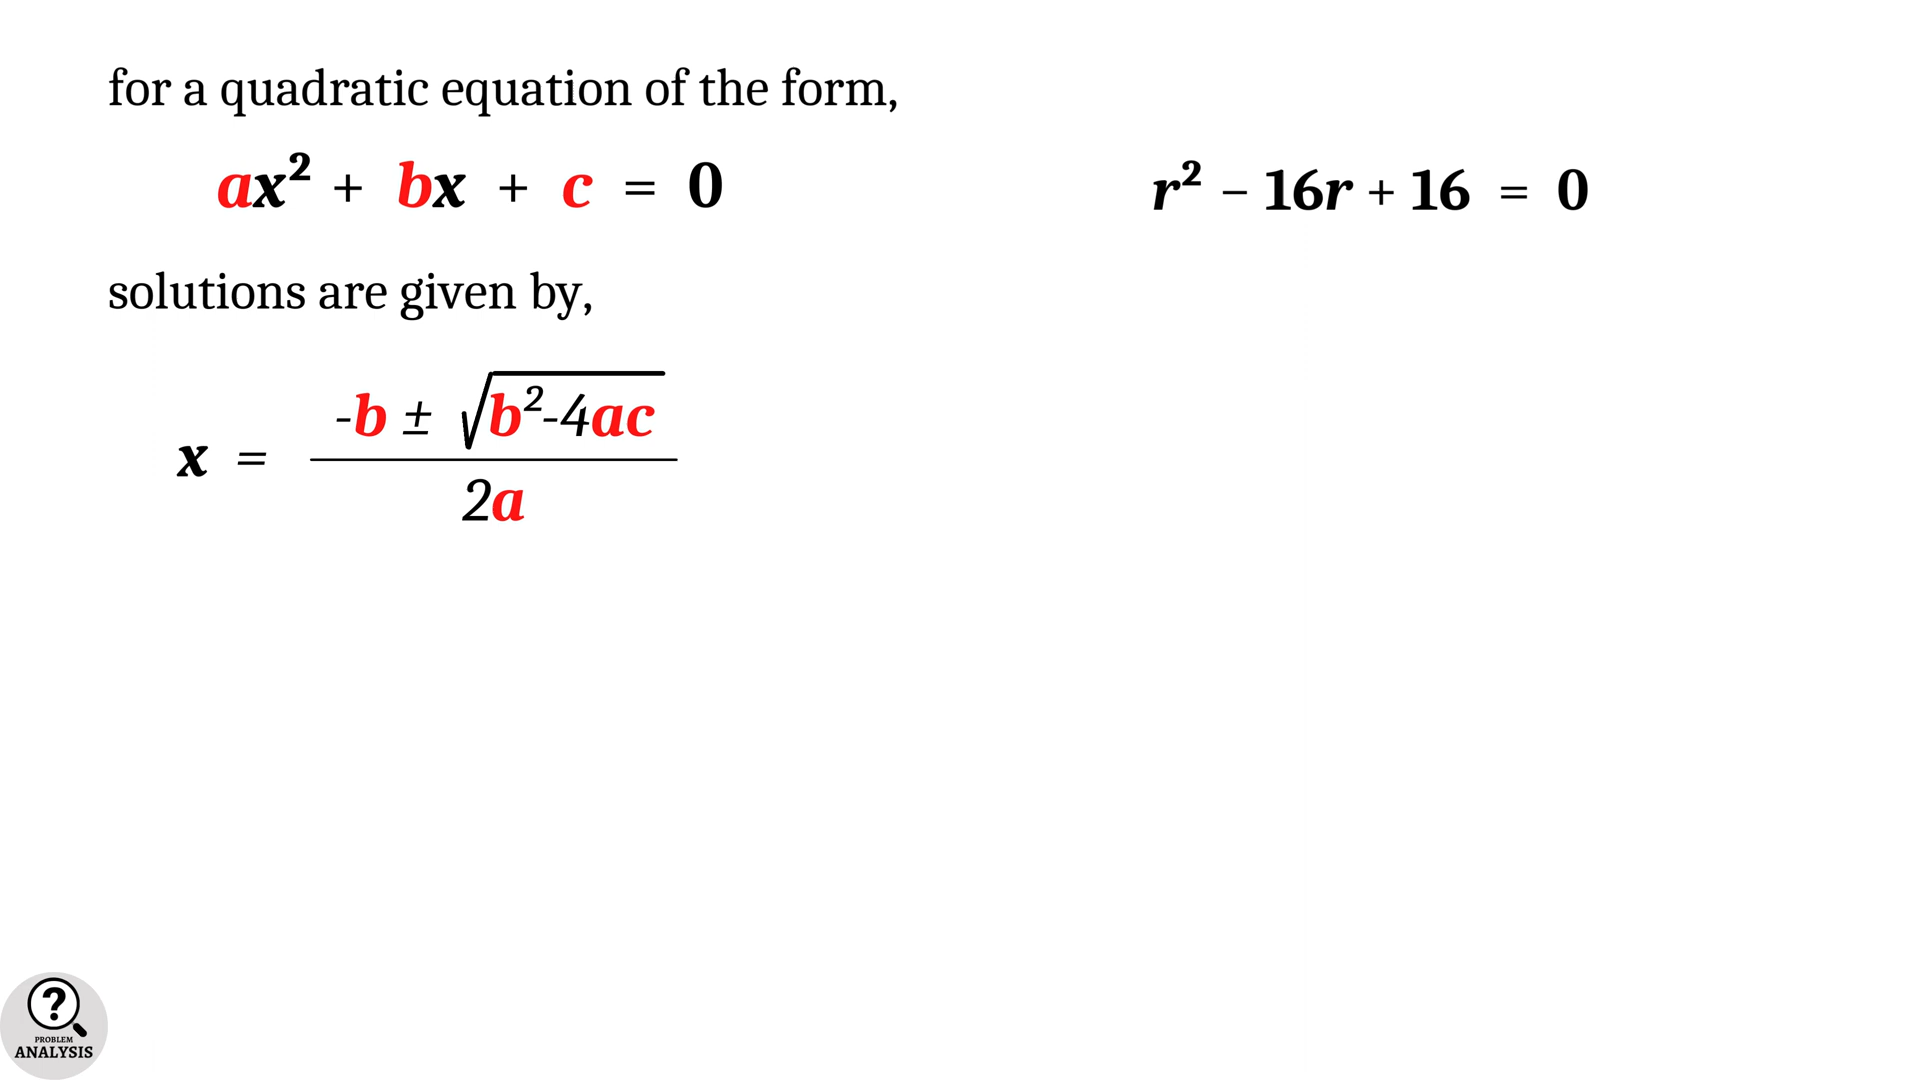 for a quadratic equation of the form,
ax² + bx + c = 0
r² − 16r + 16 = 0
solutions are given by,
x = -b ± √b²-4ac / 2a
?
PROBLEM
ANALYSIS